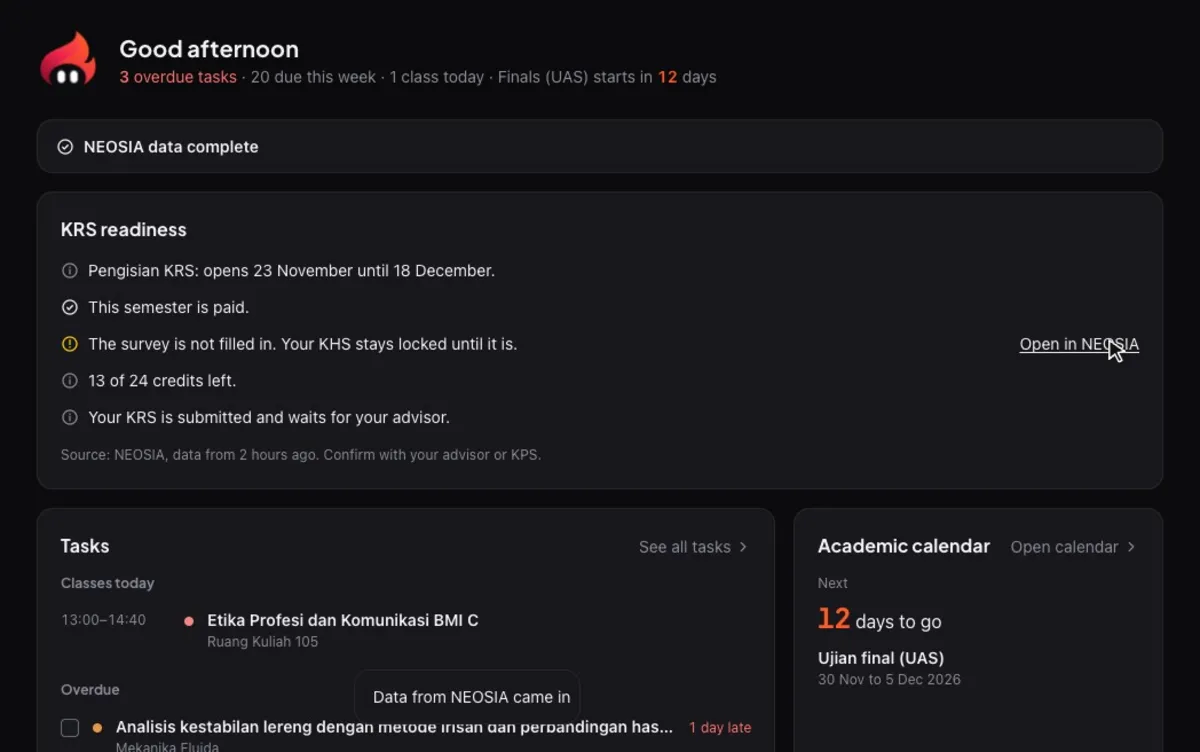 Good afternoon
3 overdue tasks · 20 due this week · 1 class today · Finals (UAS) starts in 12 days
NEOSIA data complete
KRS readiness
Pengisian KRS: opens 23 November until 18 December.
This semester is paid.
The survey is not filled in. Your KHS stays locked until it is.
Open in NEOSIA
13 of 24 credits left.
Your KRS is submitted and waits for your advisor.
Source: NEOSIA, data from 2 hours ago. Confirm with your advisor or KPS.
Tasks
See all tasks
Classes today
13:00–14:40
Etika Profesi dan Komunikasi BMI C
Ruang Kuliah 105
Overdue
Data from NEOSIA came in
Analisis kestabilan lereng dengan metode irisan dan perbandingan has...
1 day late
Mekanika Fluida
Academic calendar
Open calendar
Next
12 days to go
Ujian final (UAS)
30 Nov to 5 Dec 2026